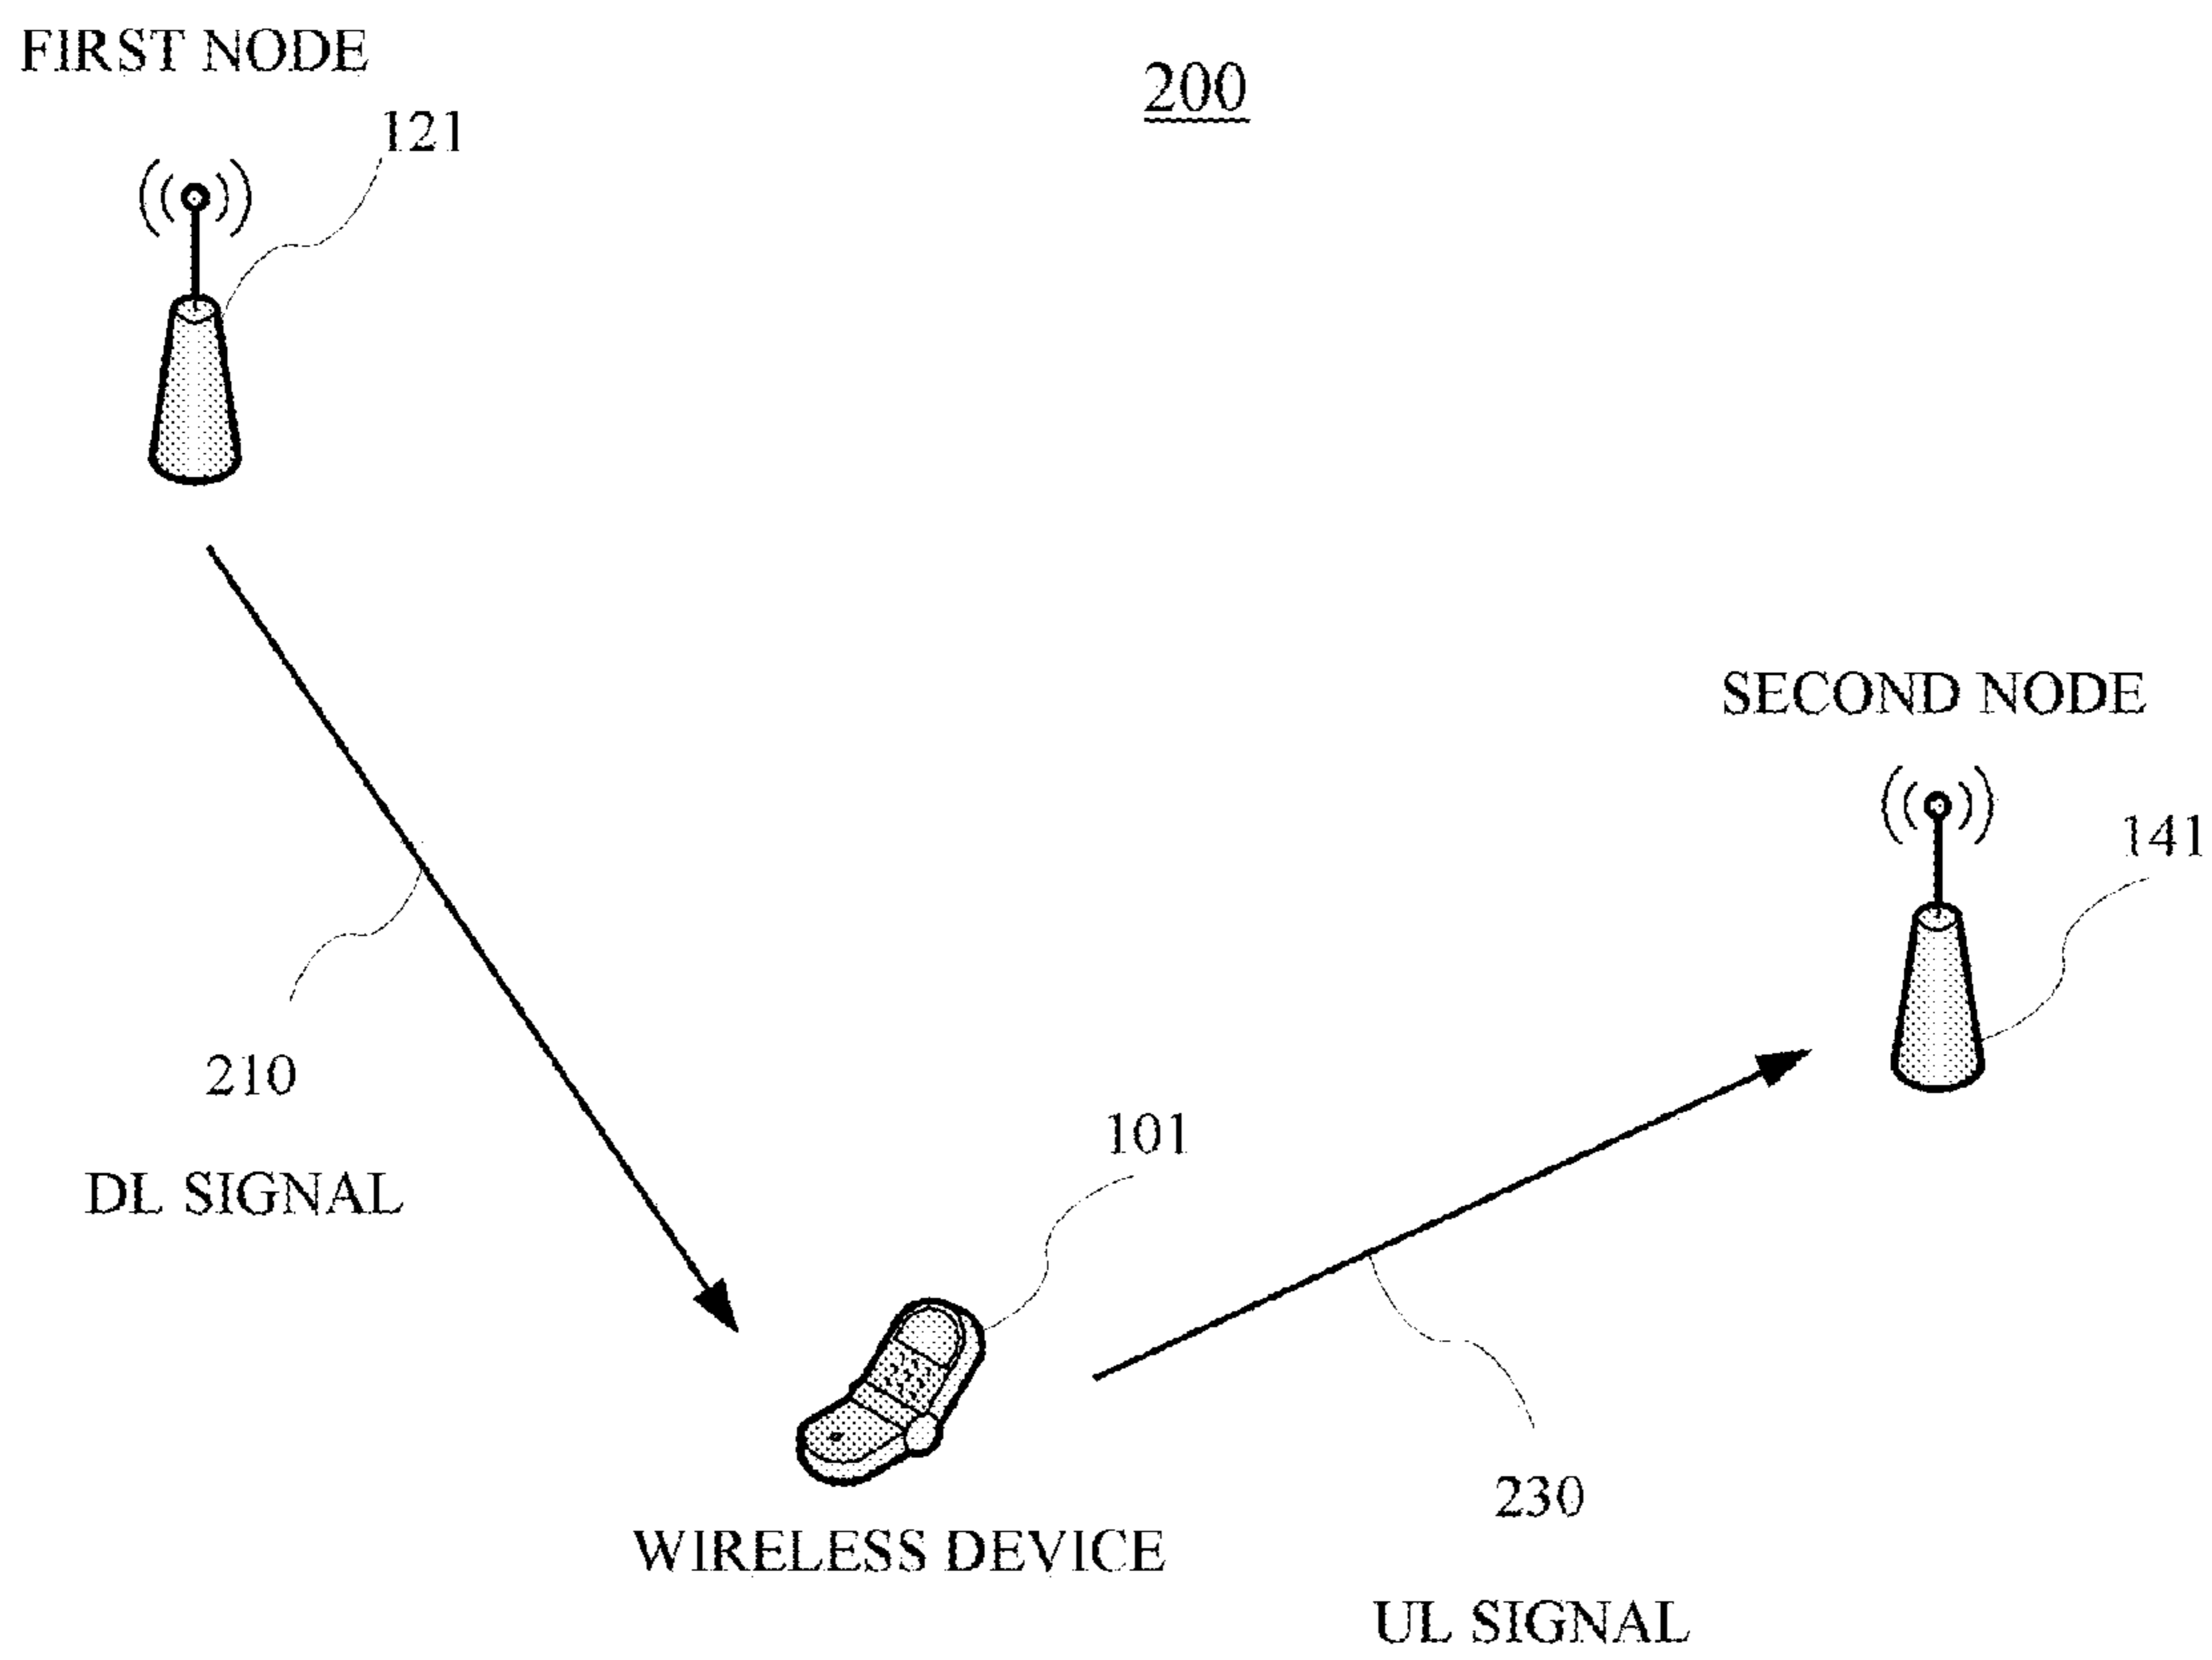 FIRST NODE
200
121
SECOND NODE
141
210
101
DL SIGNAL
230
WIRELESS DEVICE
UL SIGNAL